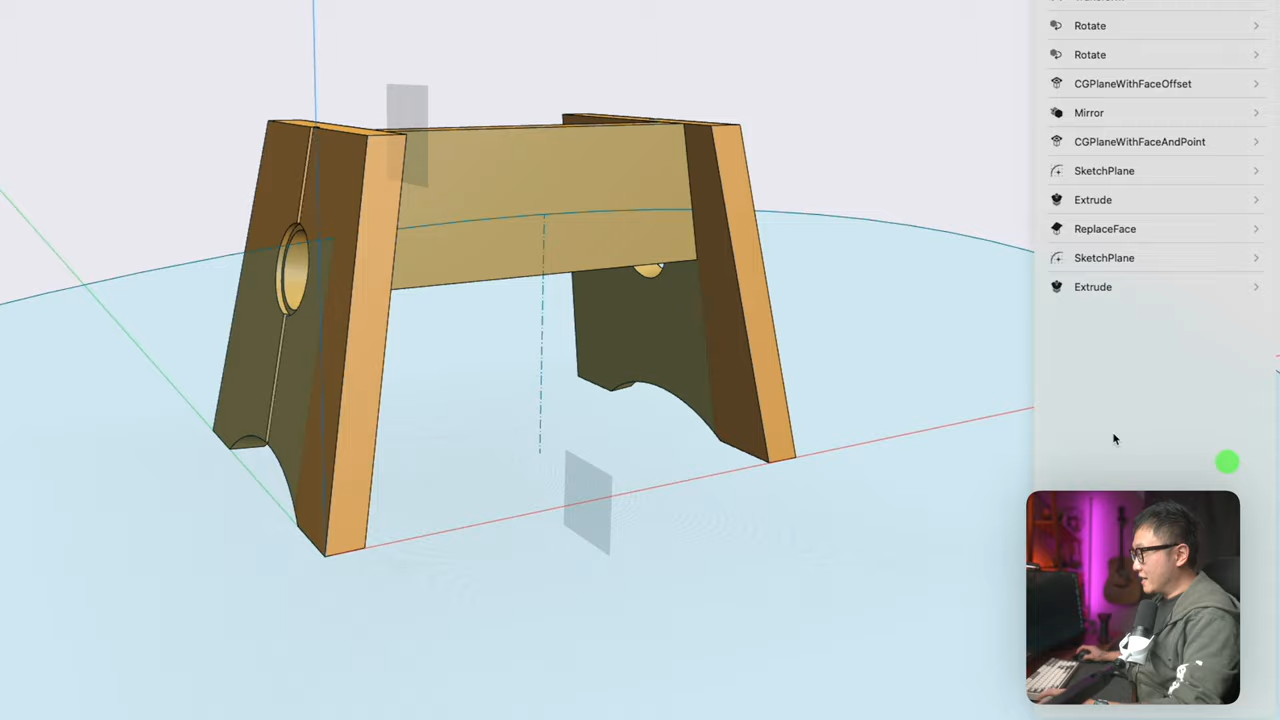 Rotate
Rotate
CGPlaneWithFaceOffset
Mirror
CGPlaneWithFaceAndPoint
SketchPlane
Extrude
ReplaceFace
SketchPlane
Extrude